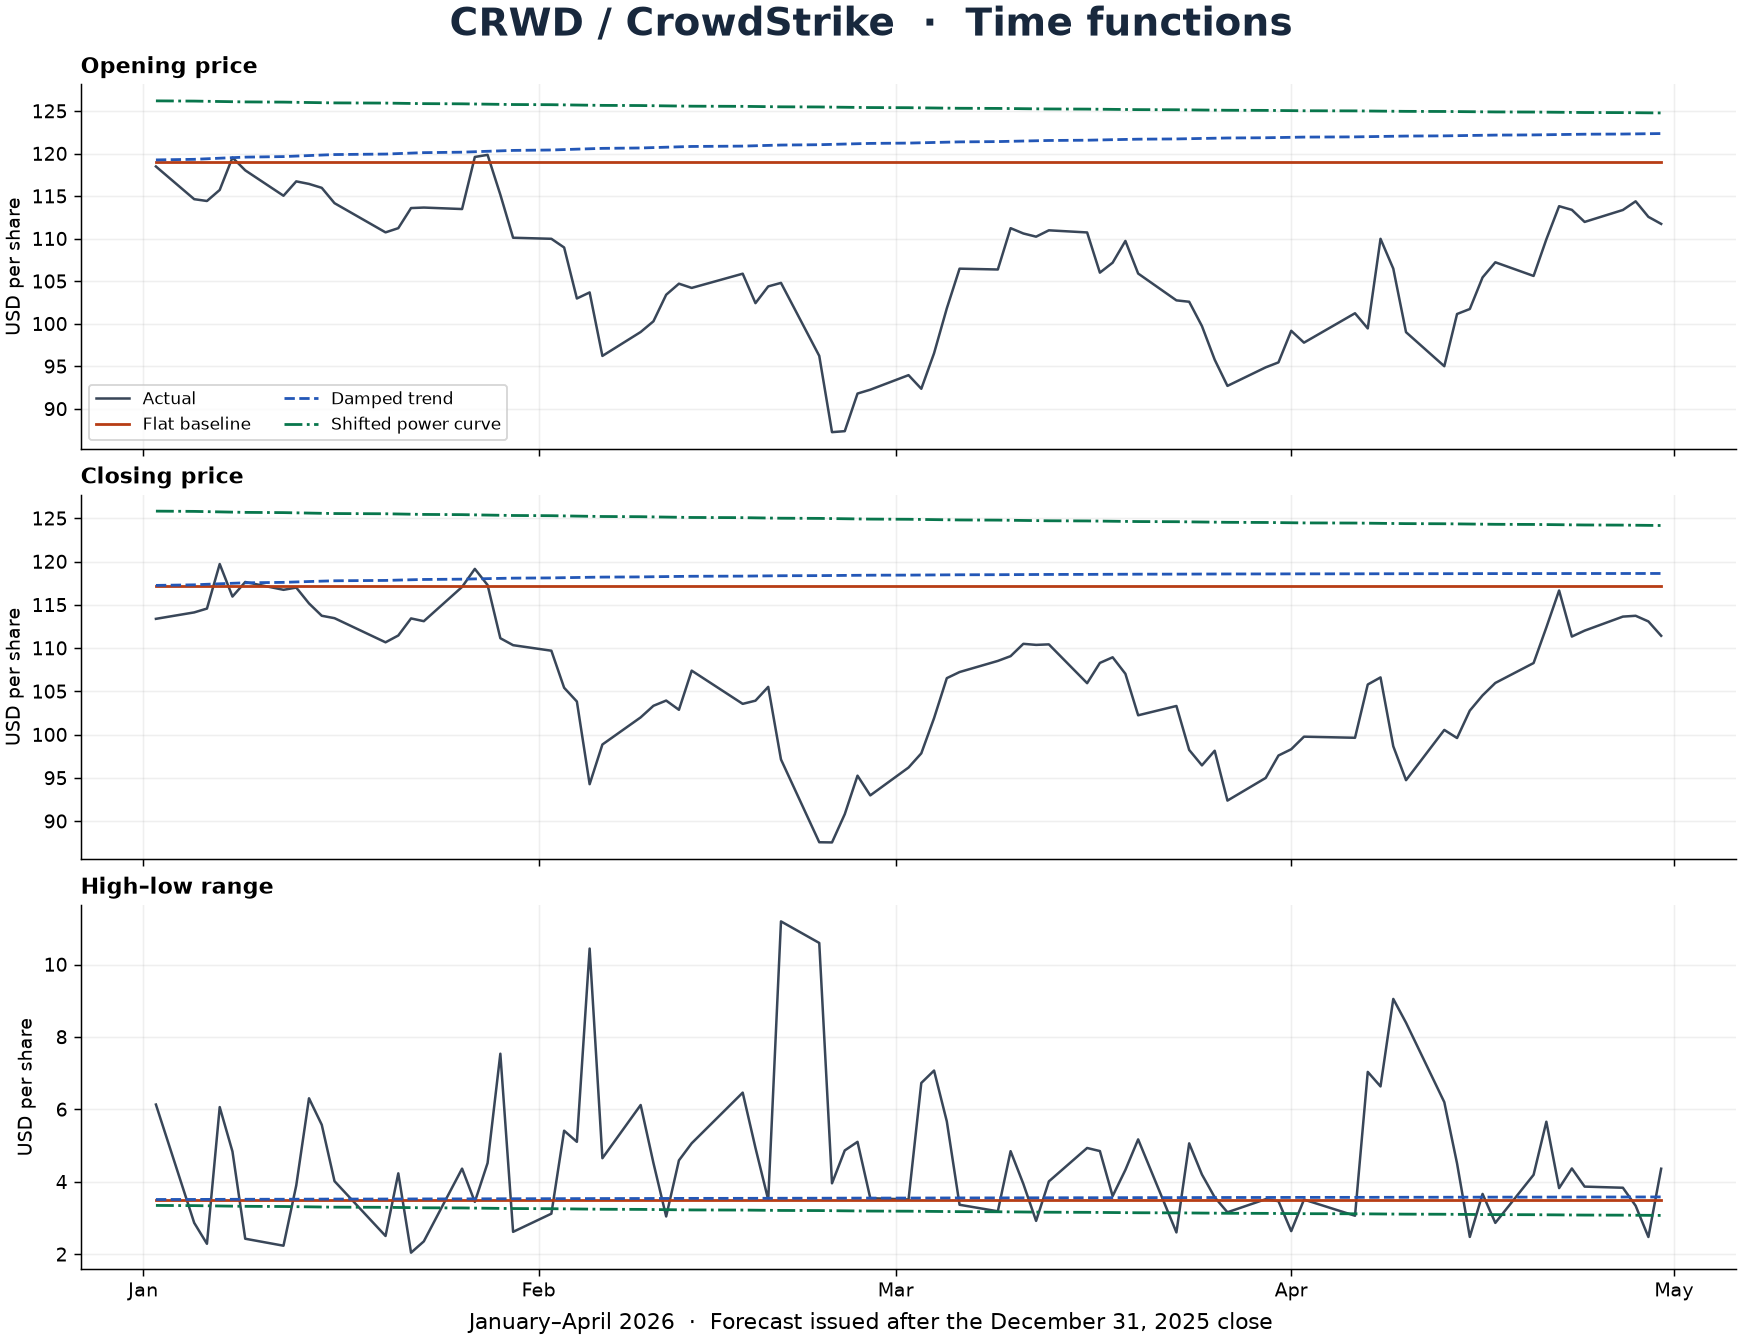 CRWD / CrowdStrike · Time functions
Opening price
125
120
115
110
105
100
95
90
USD per share
Actual
Flat baseline
Damped trend
Shifted power curve
Closing price
125
120
115
110
105
100
95
90
USD per share
High–low range
10
8
6
4
2
USD per share
Jan Feb Mar Apr May
January–April 2026 · Forecast issued after the December 31, 2025 close